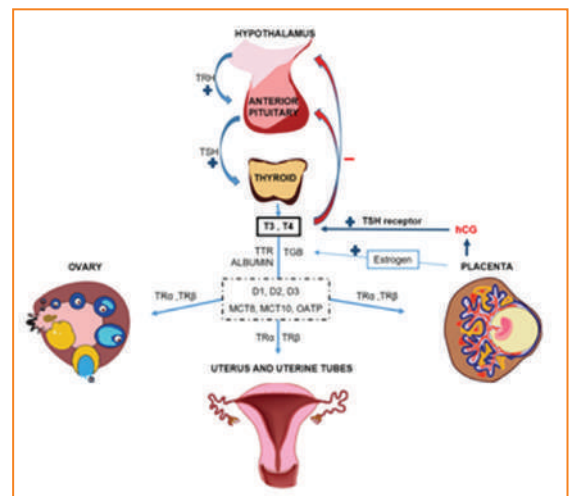 HYPOTHALAMUS
TRH
+
ANTERIOR
PITUITARY
TSH
+
THYROID
−
T3 , T4
+ TSH receptor
hCG
TTR
ALBUMIN
TGB
+
Estrogen
OVARY
PLACENTA
TRα ,TRβ
D1, D2, D3
MCT8, MCT10, OATP
TRα ,TRβ
TRα
TRβ
UTERUS AND UTERINE TUBES